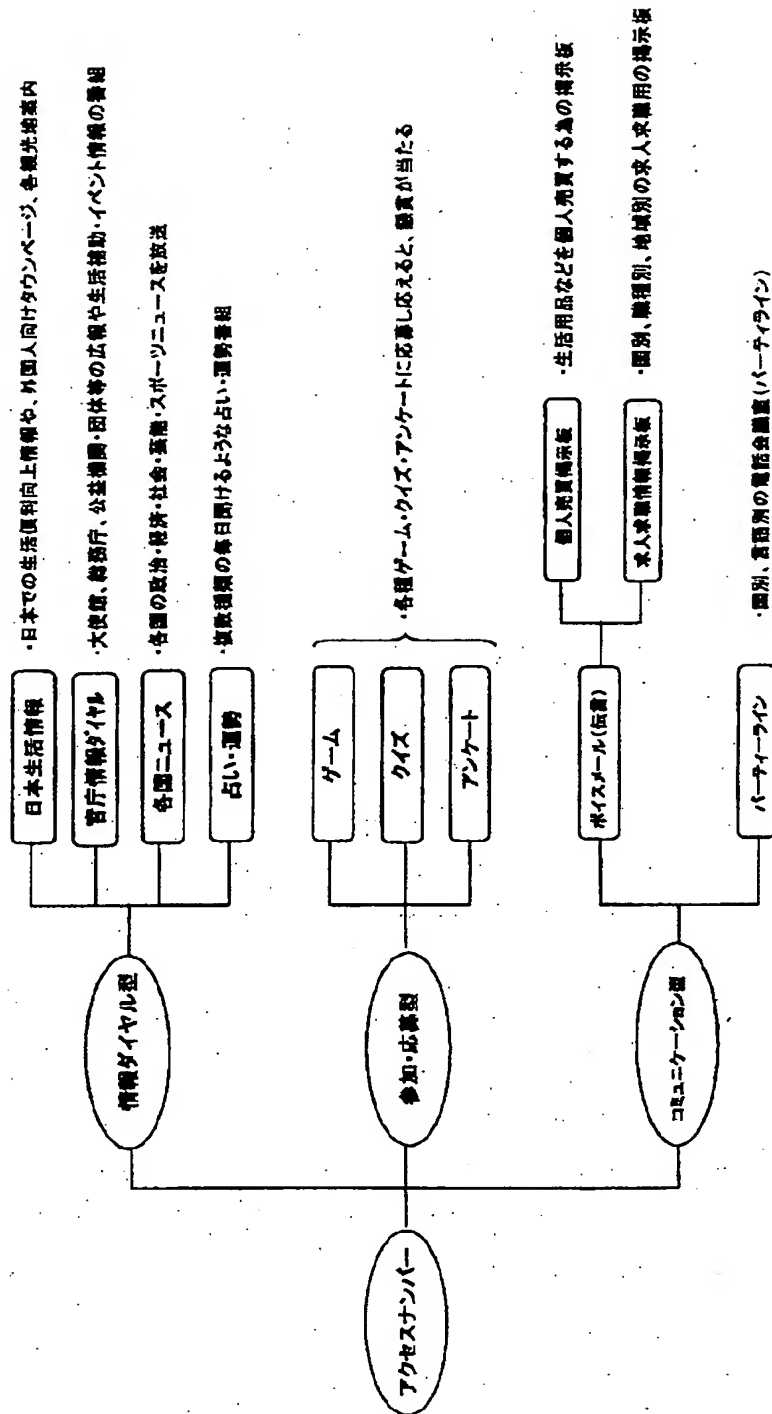 アクセスナンバー
情報ダイヤル型
日本生活情報
・日本での生活便利向上情報や、外国人向けタウンページ、各観光地案内
官庁情報ダイヤル
・大使館、総務庁、公益機関・団体等の広報や生活補助・イベント情報の番組
各国ニュース
・各国の政治・経済・社会・芸能・スポーツニュースを放送
占い・運勢
・複数種類の毎日聞けるような占い・運勢番組
参加・応募型
ゲーム
クイズ
アンケート
・各種ゲーム・クイズ・アンケートに応募し応えると、懸賞が当たる
コミュニケーション型
ボイスメール(伝言)
個人売買掲示板
・生活用品などを個人売買する為の掲示板
求人求職情報掲示板
・国別、職種別、地域別の求人求職用の掲示板
パーティーライン
・国別、言語別の電話会議室(パーティライン)